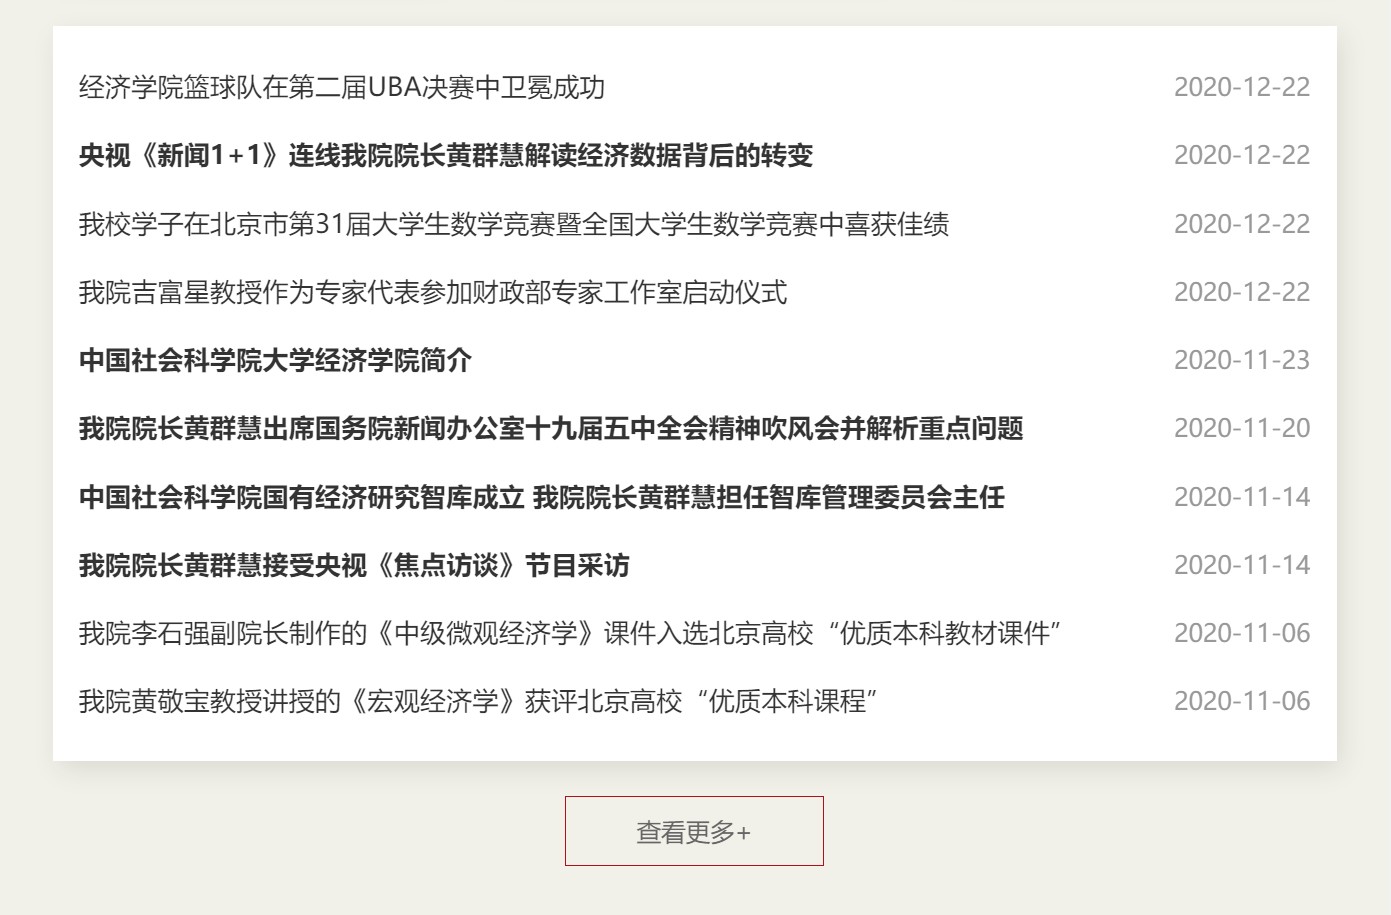 经济学院篮球队在第二届UBA决赛中卫冕成功 2020-12-22
央视《新闻1+1》连线我院院长黄群慧解读经济数据背后的转变 2020-12-22
我校学子在北京市第31届大学生数学竞赛暨全国大学生数学竞赛中喜获佳绩 2020-12-22
我院吉富星教授作为专家代表参加财政部专家工作室启动仪式 2020-12-22
中国社会科学院大学经济学院简介 2020-11-23
我院院长黄群慧出席国务院新闻办公室十九届五中全会精神吹风会并解析重点问题 2020-11-20
中国社会科学院国有经济研究智库成立 我院院长黄群慧担任智库管理委员会主任 2020-11-14
我院院长黄群慧接受央视《焦点访谈》节目采访 2020-11-14
我院李石强副院长制作的《中级微观经济学》课件入选北京高校“优质本科教材课件” 2020-11-06
我院黄敬宝教授讲授的《宏观经济学》获评北京高校“优质本科课程” 2020-11-06
查看更多+